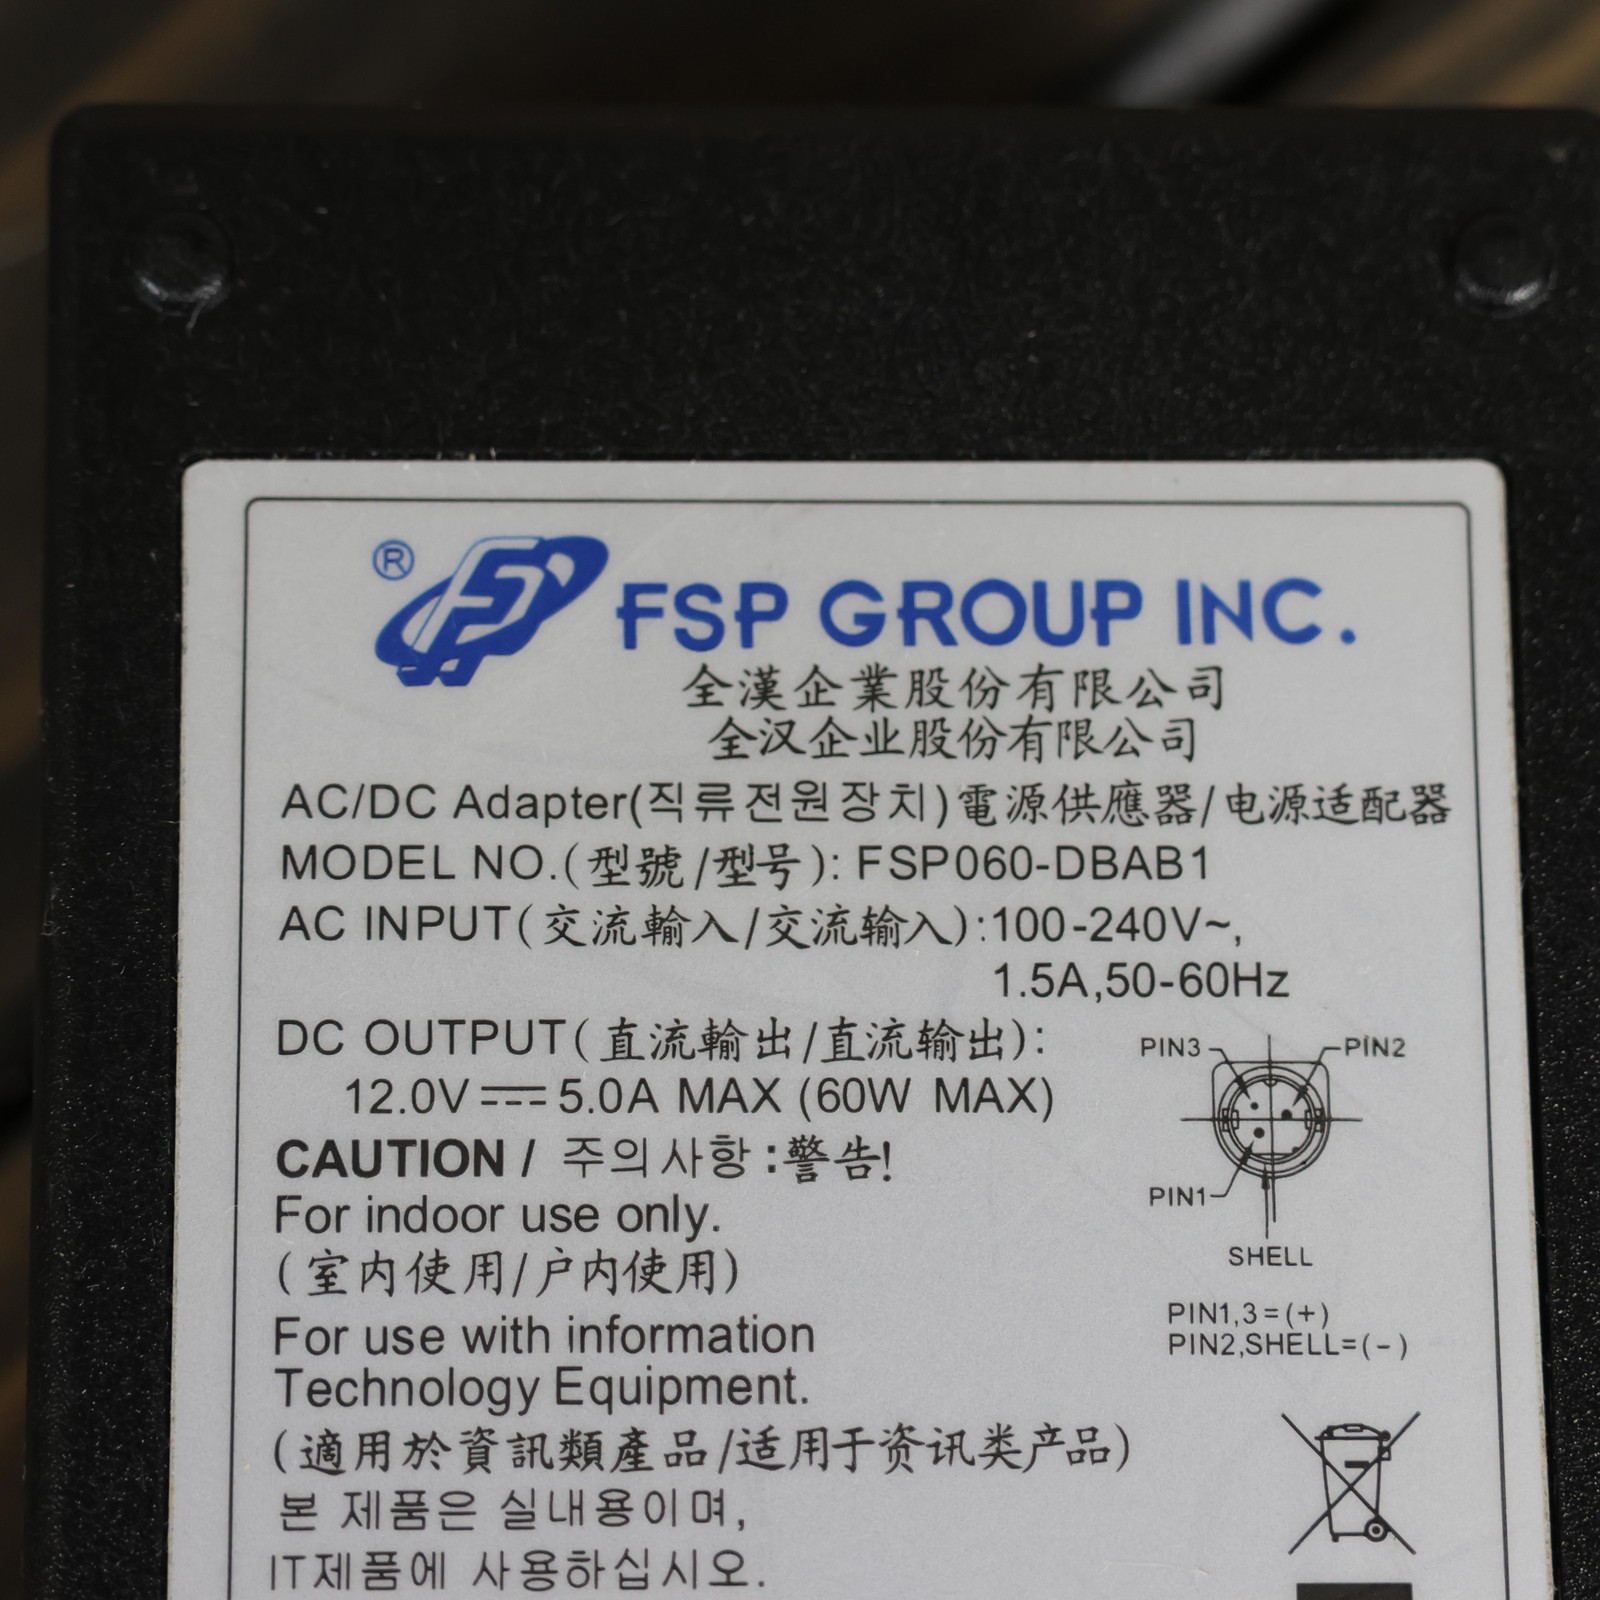 ® FSP GROUP INC.
全漢企業股份有限公司
全汉企业股份有限公司
AC/DC Adapter(직류전원장치)電源供應器/电源适配器
MODEL NO.(型號/型号): FSP060-DBAB1
AC INPUT(交流輸入/交流输入):100-240V~,
1.5A,50-60Hz
DC OUTPUT(直流輸出/直流输出):
12.0V⎓5.0A MAX (60W MAX)
CAUTION/ 주의사항:警告!
For indoor use only.
(室內使用/户内使用)
For use with information
Technology Equipment.
(適用於資訊類產品/适用于资讯类产品)
본 제품은 실내용이며,
IT제품에 사용하십시오.
PIN3 PIN2
PIN1
SHELL
PIN1,3=(+)
PIN2,SHELL=(-)